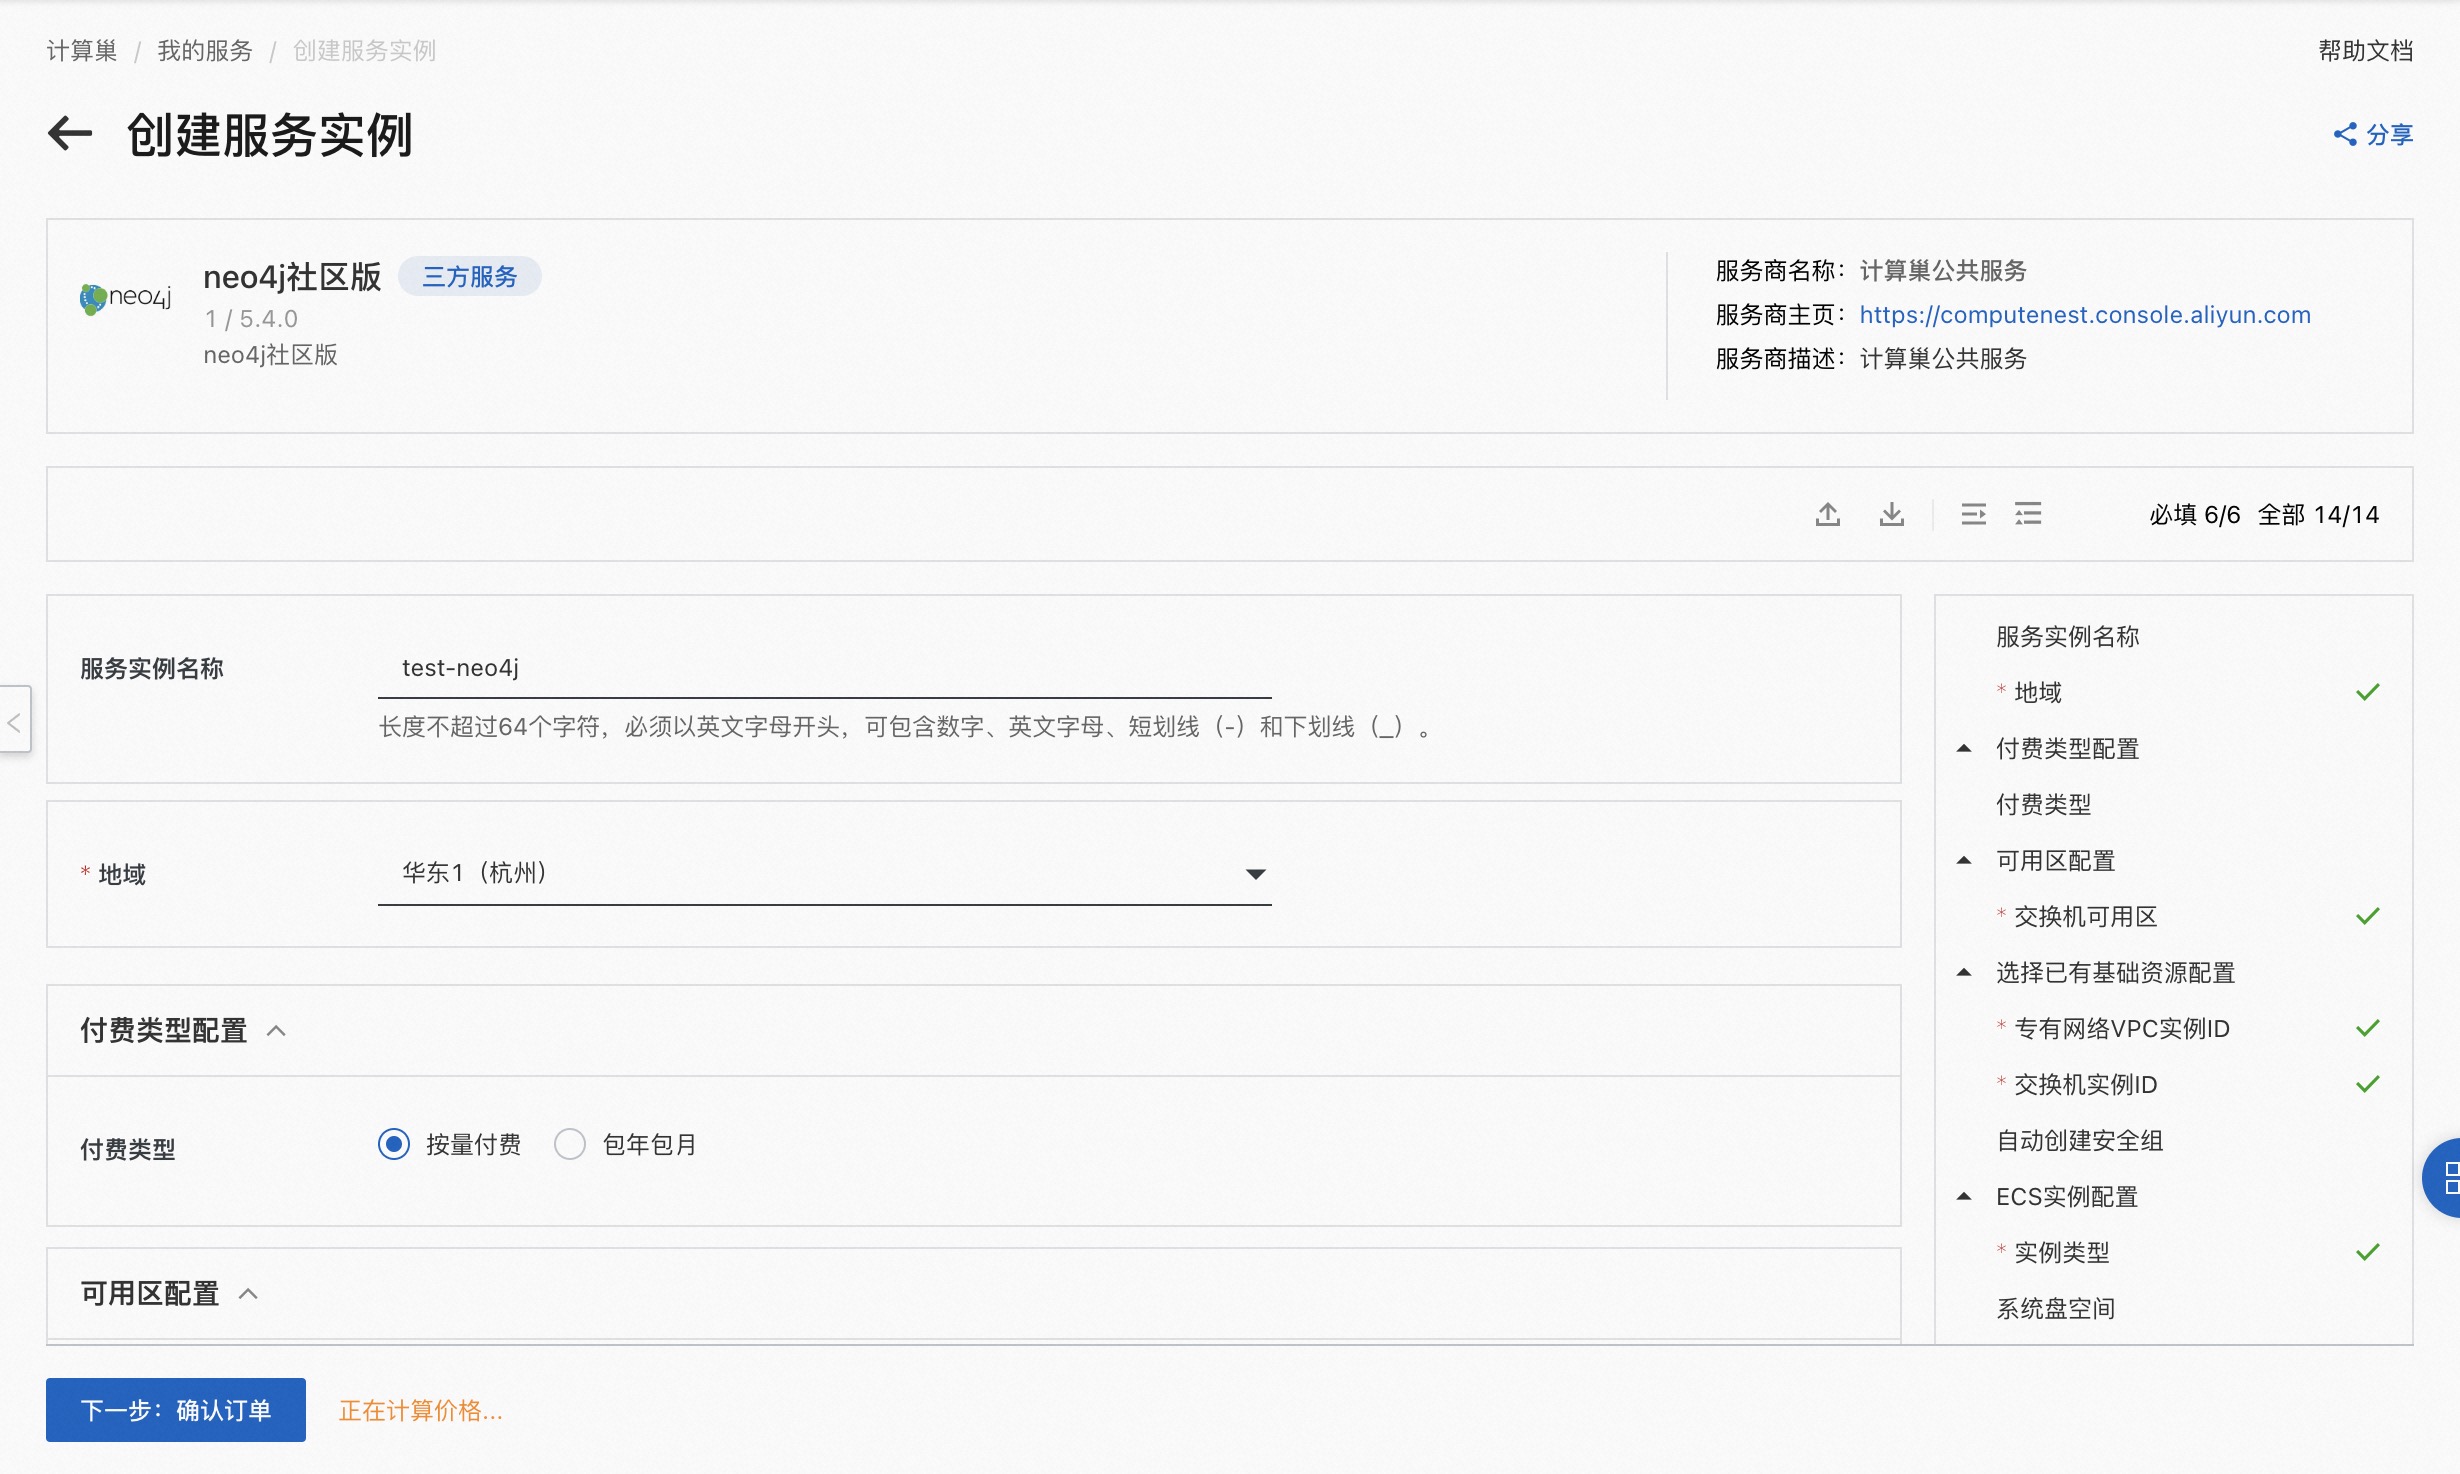 计算巢 / 我的服务 / 创建服务实例
帮助文档
创建服务实例
分享
neo4j
neo4j社区版 三方服务
1 / 5.4.0
neo4j社区版
服务商名称：计算巢公共服务
服务商主页：https://computenest.console.aliyun.com
服务商描述：计算巢公共服务
必填 6/6 全部 14/14
服务实例名称 test-neo4j
长度不超过64个字符，必须以英文字母开头，可包含数字、英文字母、短划线（-）和下划线（_）。
* 地域 华东1（杭州）
付费类型配置
付费类型 按量付费 包年包月
可用区配置
服务实例名称
* 地域
付费类型配置
付费类型
可用区配置
* 交换机可用区
选择已有基础资源配置
* 专有网络VPC实例ID
* 交换机实例ID
自动创建安全组
ECS实例配置
* 实例类型
系统盘空间
下一步：确认订单 正在计算价格...